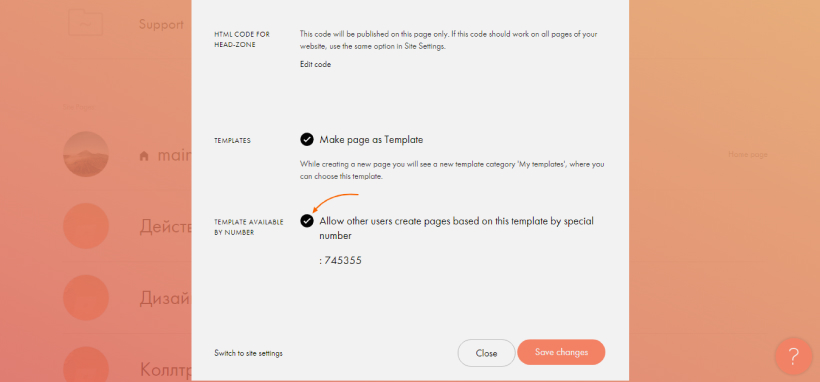 Support
HTML CODE FOR
HEAD-ZONE
This code will be published on this page only. If this code should work on all pages of your
website, use the same option in Site Settings.
Edit code
TEMPLATES
Make page as Template
While creating a new page you will see a new template category 'My templates', where you
can choose this template.
main
Home page
TEMPLATE AVAILABLE
BY NUMBER
Allow other users create pages based on this template by special
number
: 745355
Действ
Дизай
Switch to site settings
Close
Save changes
?
Коллтр